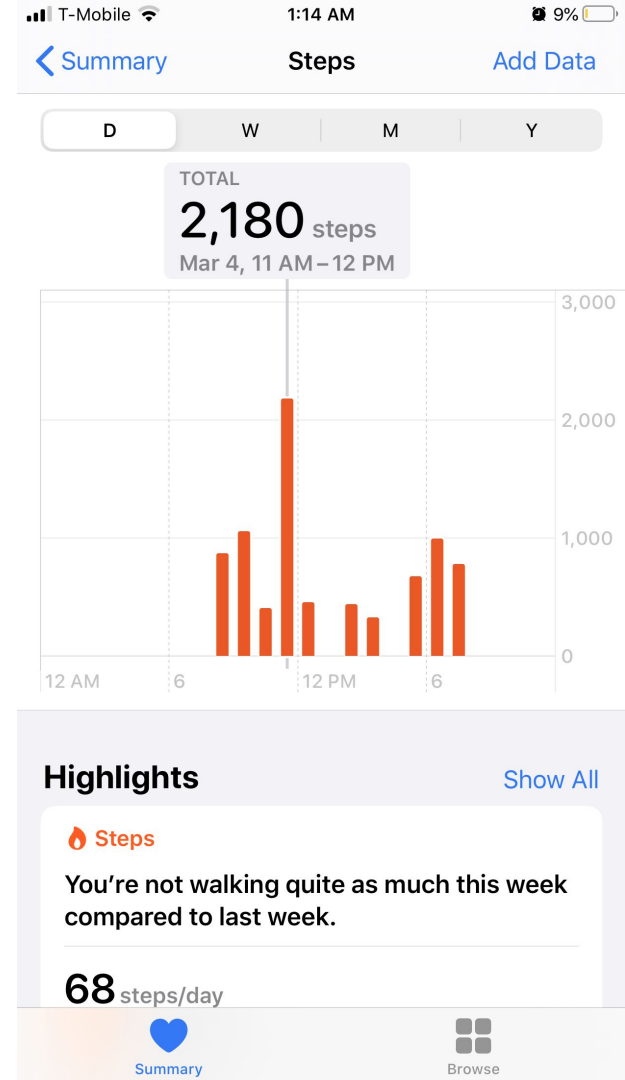 T-Mobile 1:14 AM 9%
Summary Steps Add Data
D W M Y
TOTAL
2,180 steps
Mar 4, 11 AM–12 PM
3,000
2,000
1,000
0
12 AM 6 12 PM 6
Highlights Show All
Steps
You’re not walking quite as much this week
compared to last week.
68 steps/day
Summary Browse